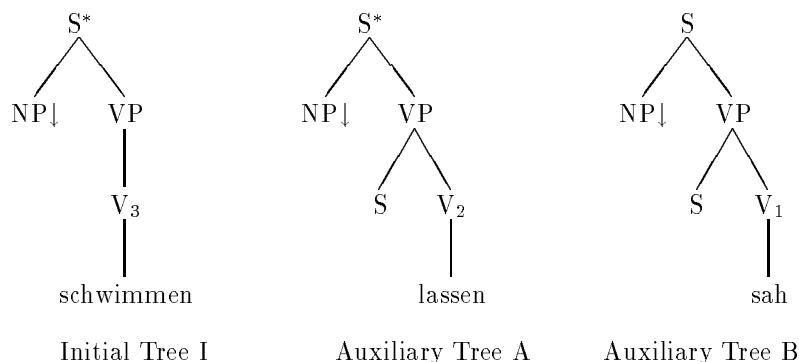 S* S* S
NP↓ VP NP↓ VP NP↓ VP
V₃ S V₂ S V₁
schwimmen lassen sah
Initial Tree I Auxiliary Tree A Auxiliary Tree B